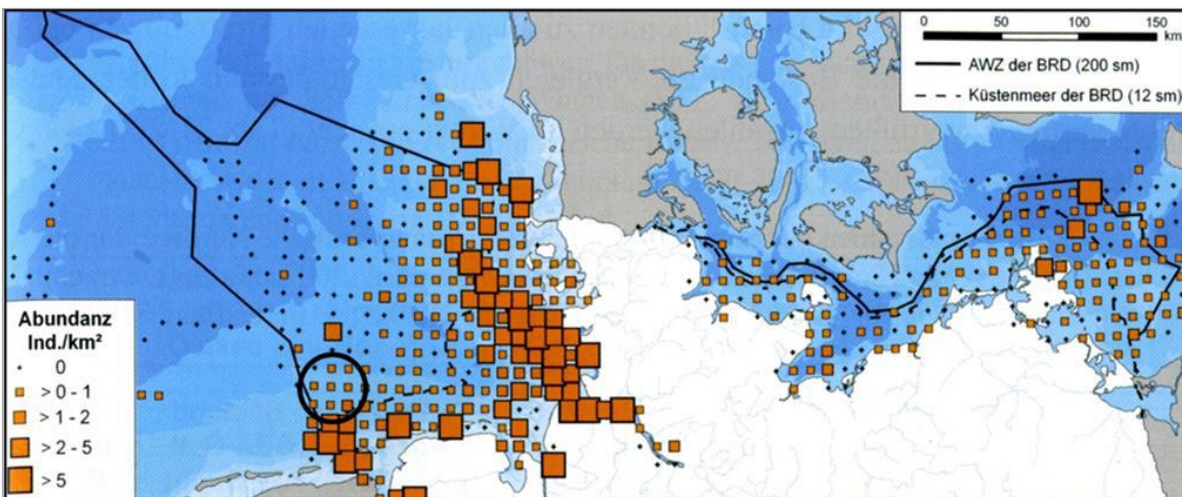 0 50 100 150
km
AWZ der BRD (200 sm)
Küstenmeer der BRD (12 sm)
Abundanz
Ind./km²
0
> 0 - 1
> 1 - 2
> 2 - 5
> 5